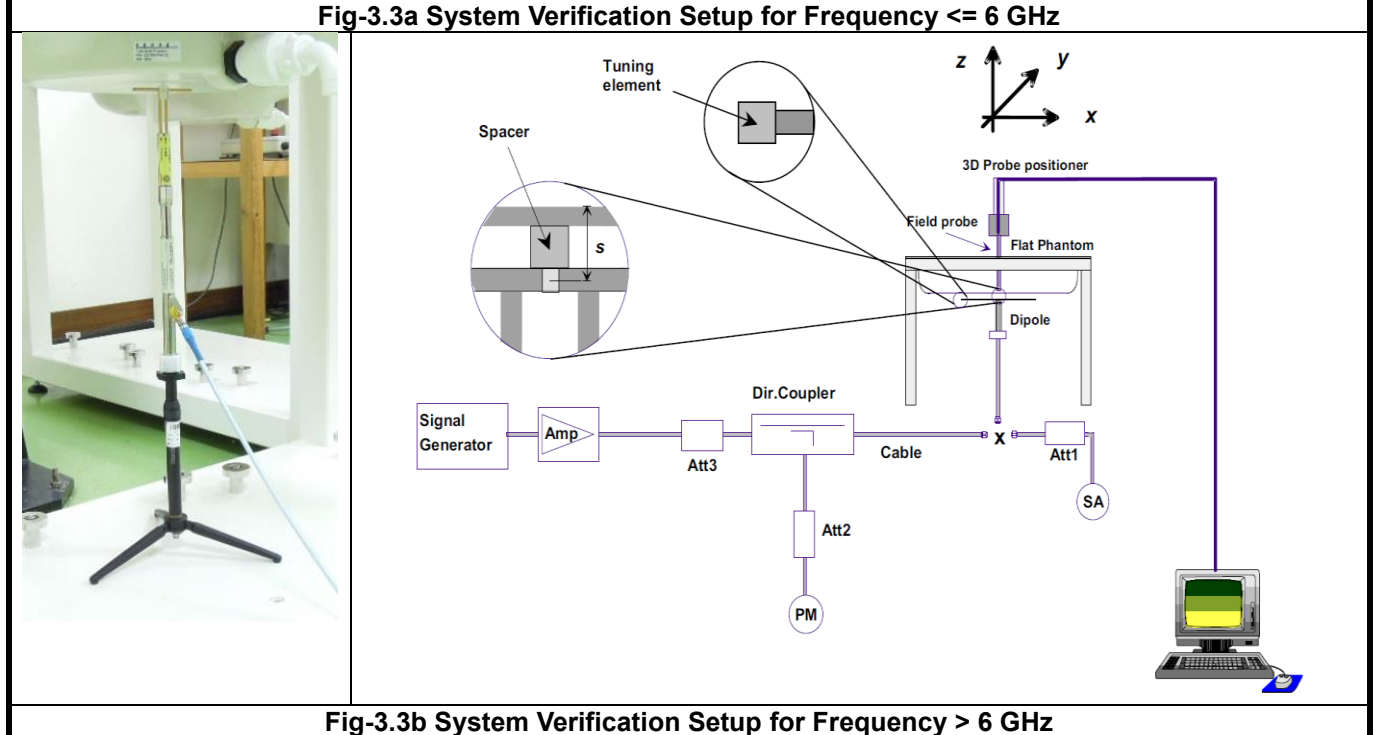 Fig-3.3a System Verification Setup for Frequency <= 6 GHz
Tuning
element
Spacer
s
z
y
x
3D Probe positioner
Field probe
Flat Phantom
Dipole
Dir.Coupler
Signal
Generator
Amp
Att3
Cable
X
Att1
SA
Att2
PM
Fig-3.3b System Verification Setup for Frequency > 6 GHz